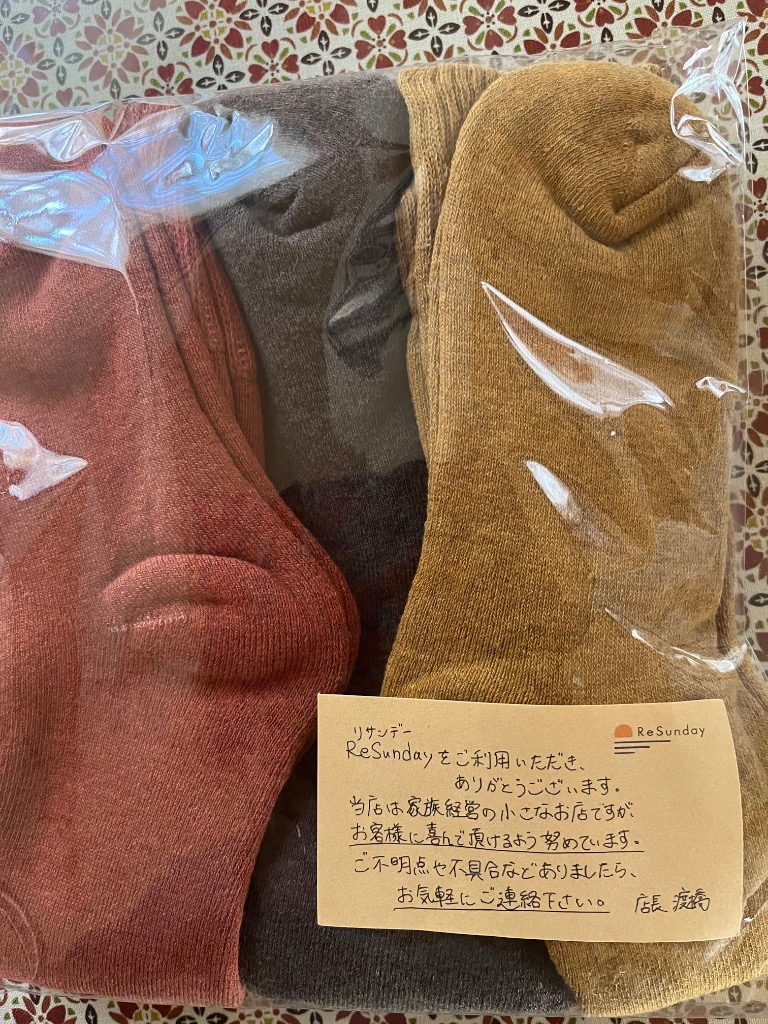 ReSunday
リサンデー
ReSundayをご利用いただき、
ありがとうございます。
当店は家族経営の小さなお店ですが、
お客様に喜んで頂けるよう努めています。
ご不明点や不具合などありましたら、
お気軽にご連絡下さい。 店長